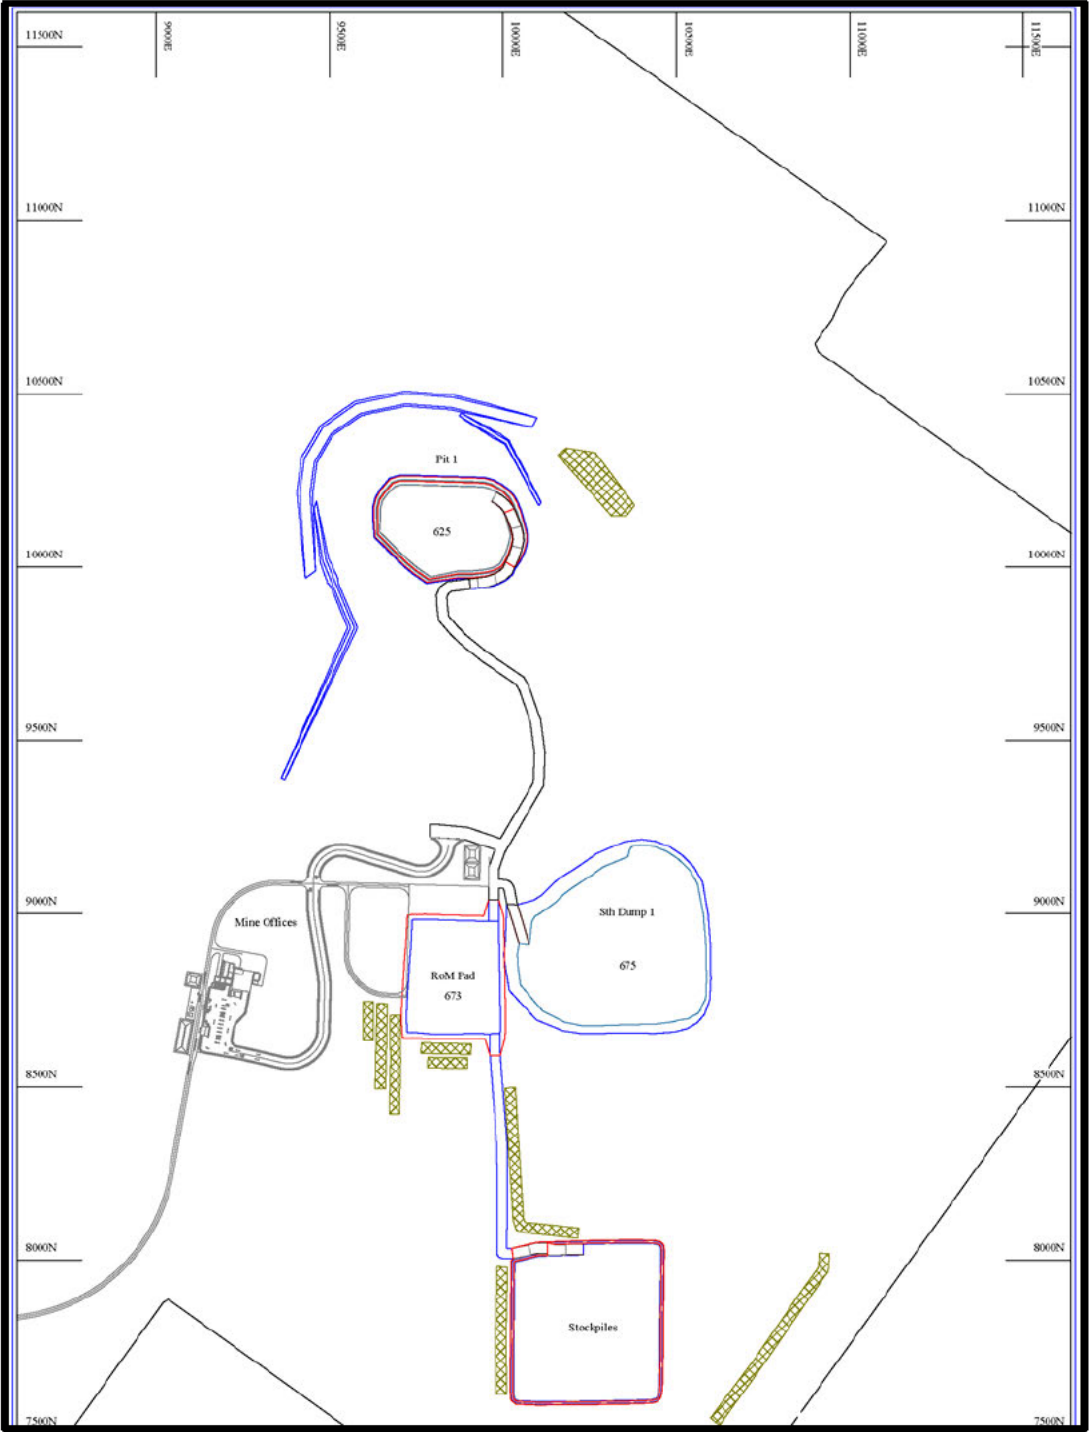 9000E
9500E
10000E
10500E
11000E
11500E
11500N
11000N
11000N
10500N
10500N
Pit 1
625
10000N
10000N
9500N
9500N
9000N
9000N
Sth Dump 1
Mine Offices
675
RoM Pad
673
8500N
8500N
8000N
8000N
Stockpiles
7500N
7500N